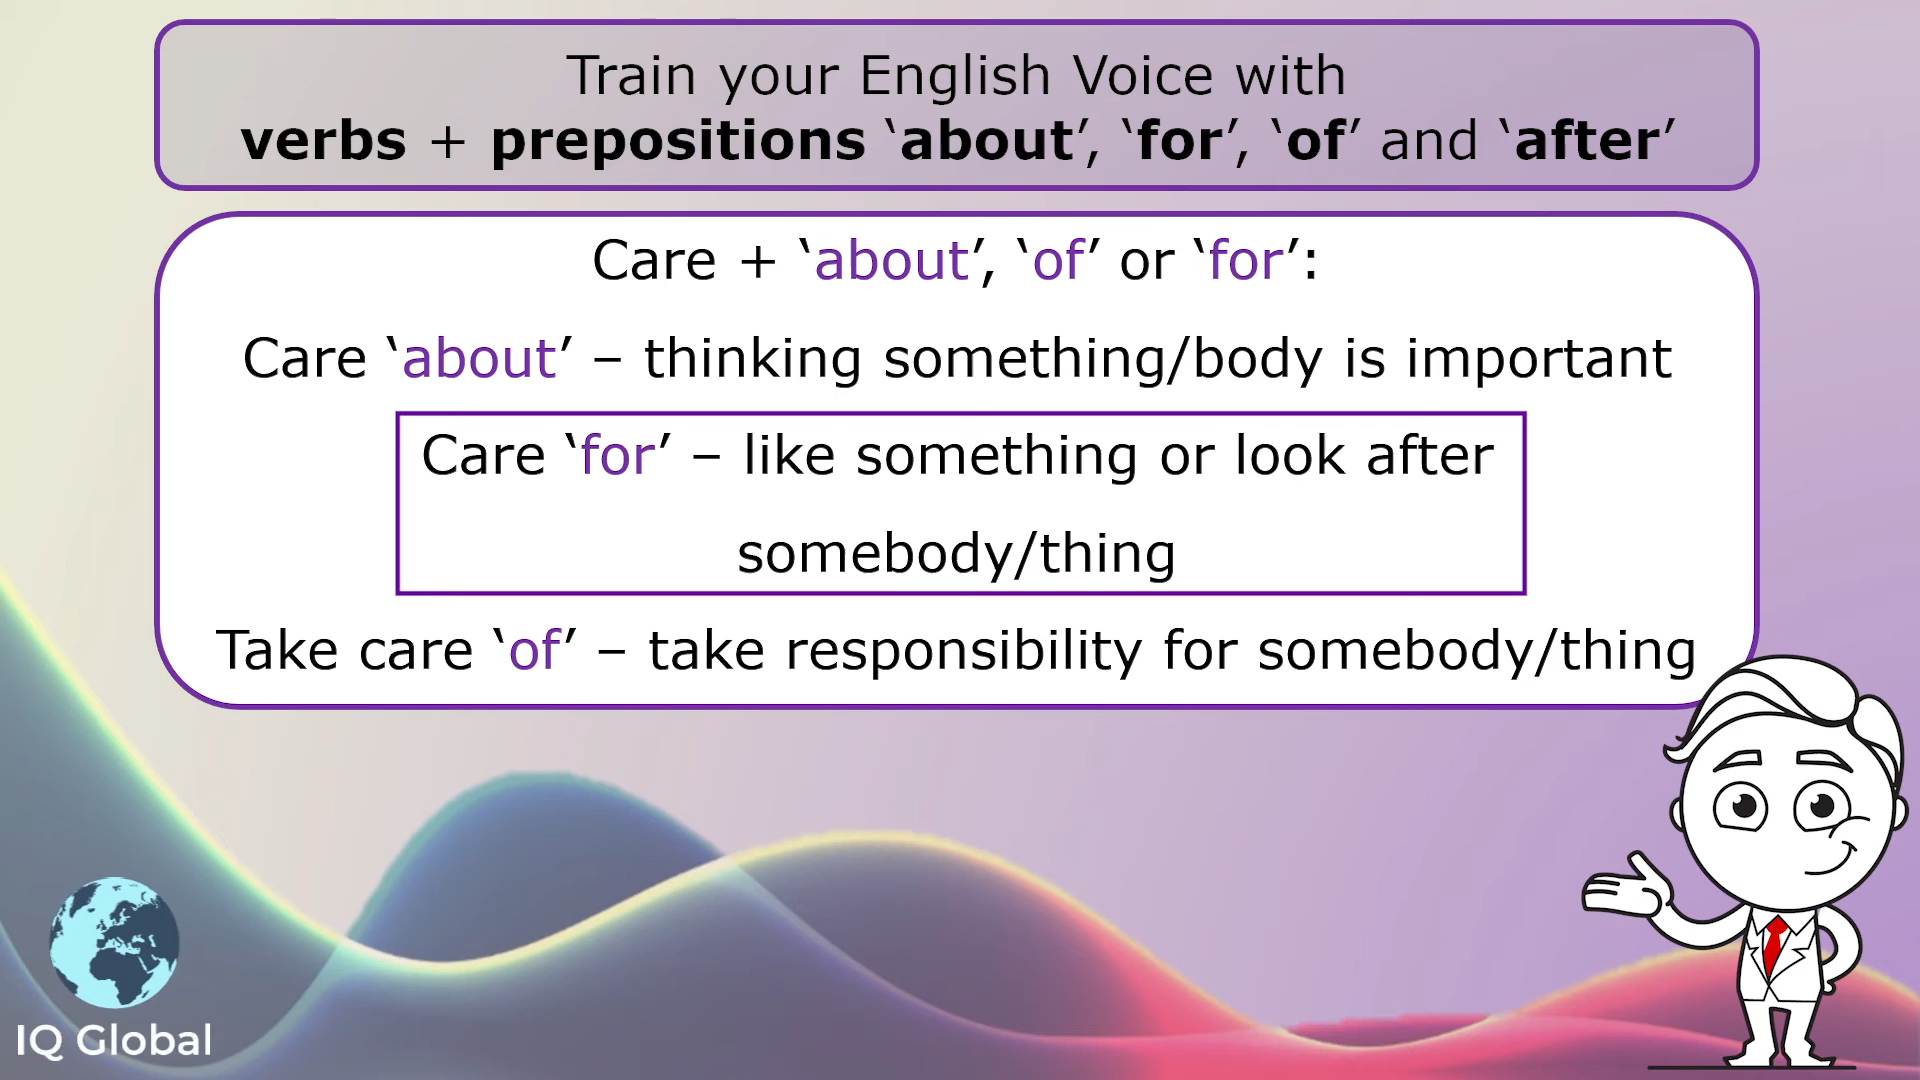 Train your English Voice with
verbs + prepositions ‘about’, ‘for’, ‘of’ and ‘after’
Care + ‘about’, ‘of’ or ‘for’:
Care ‘about’ – thinking something/body is important
Care ‘for’ – like something or look after
somebody/thing
Take care ‘of’ – take responsibility for somebody/thing
IQ Global